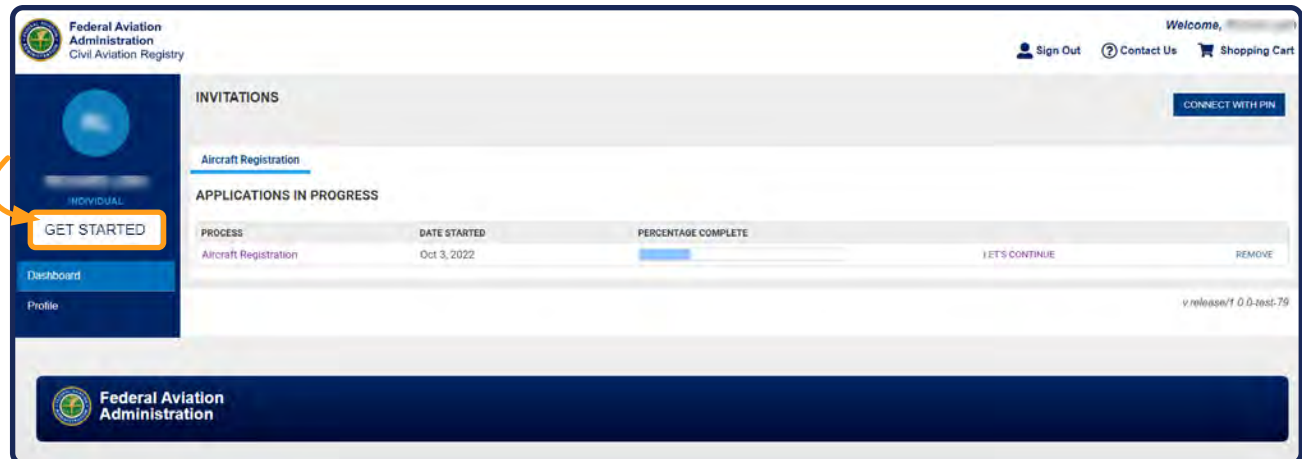 Federal Aviation
Administration
Civil Aviation Registry
Welcome,
Sign Out
Contact Us
Shopping Cart
INVITATIONS
CONNECT WITH PIN
INDIVIDUAL
GET STARTED
Dashboard
Profile
Aircraft Registration
APPLICATIONS IN PROGRESS
PROCESS DATE STARTED PERCENTAGE COMPLETE
Aircraft Registration Oct 3, 2022 LET'S CONTINUE REMOVE
v.release/1.0.0-test-79
Federal Aviation
Administration